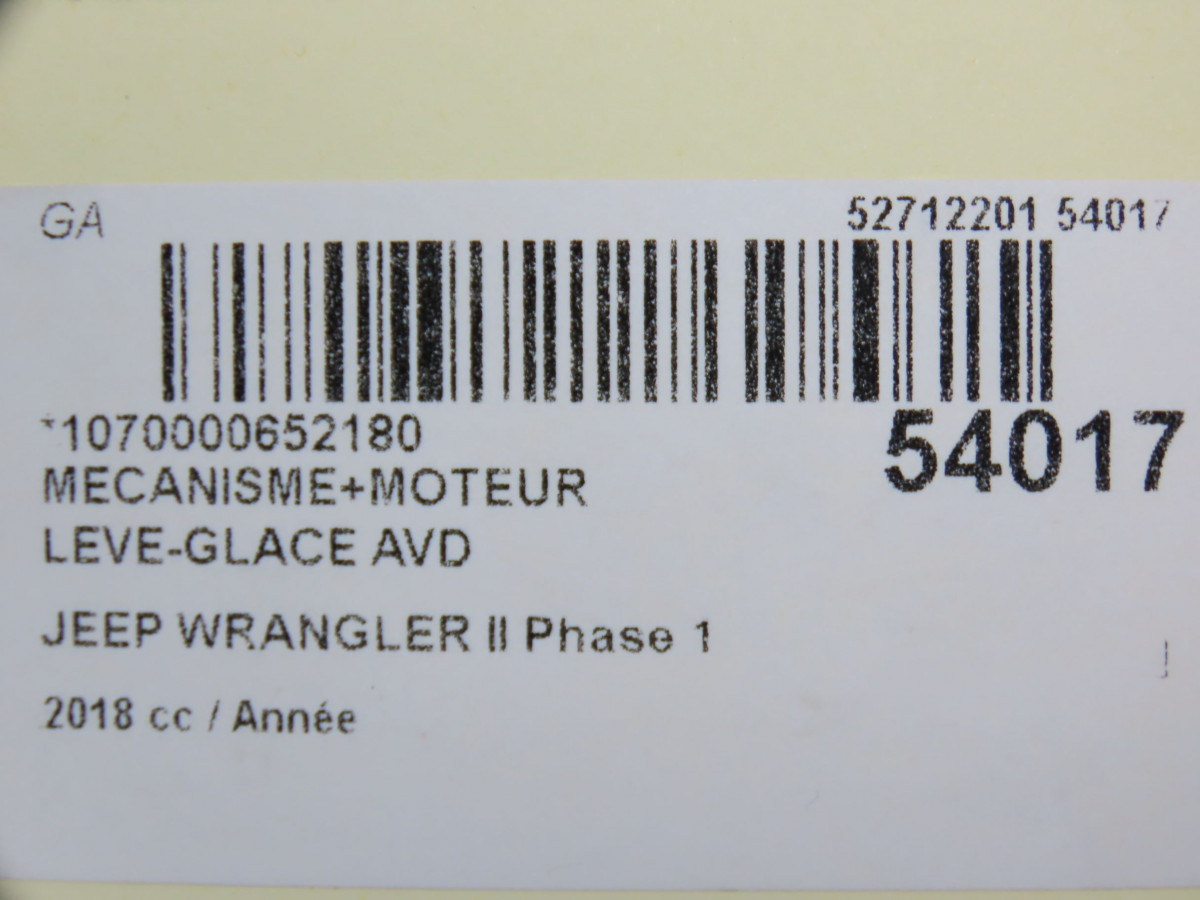 GA
52712201 54017
*1070000652180
54017
MECANISME+MOTEUR
LEVE-GLACE AVD
JEEP WRANGLER II Phase 1
2018 cc / Année